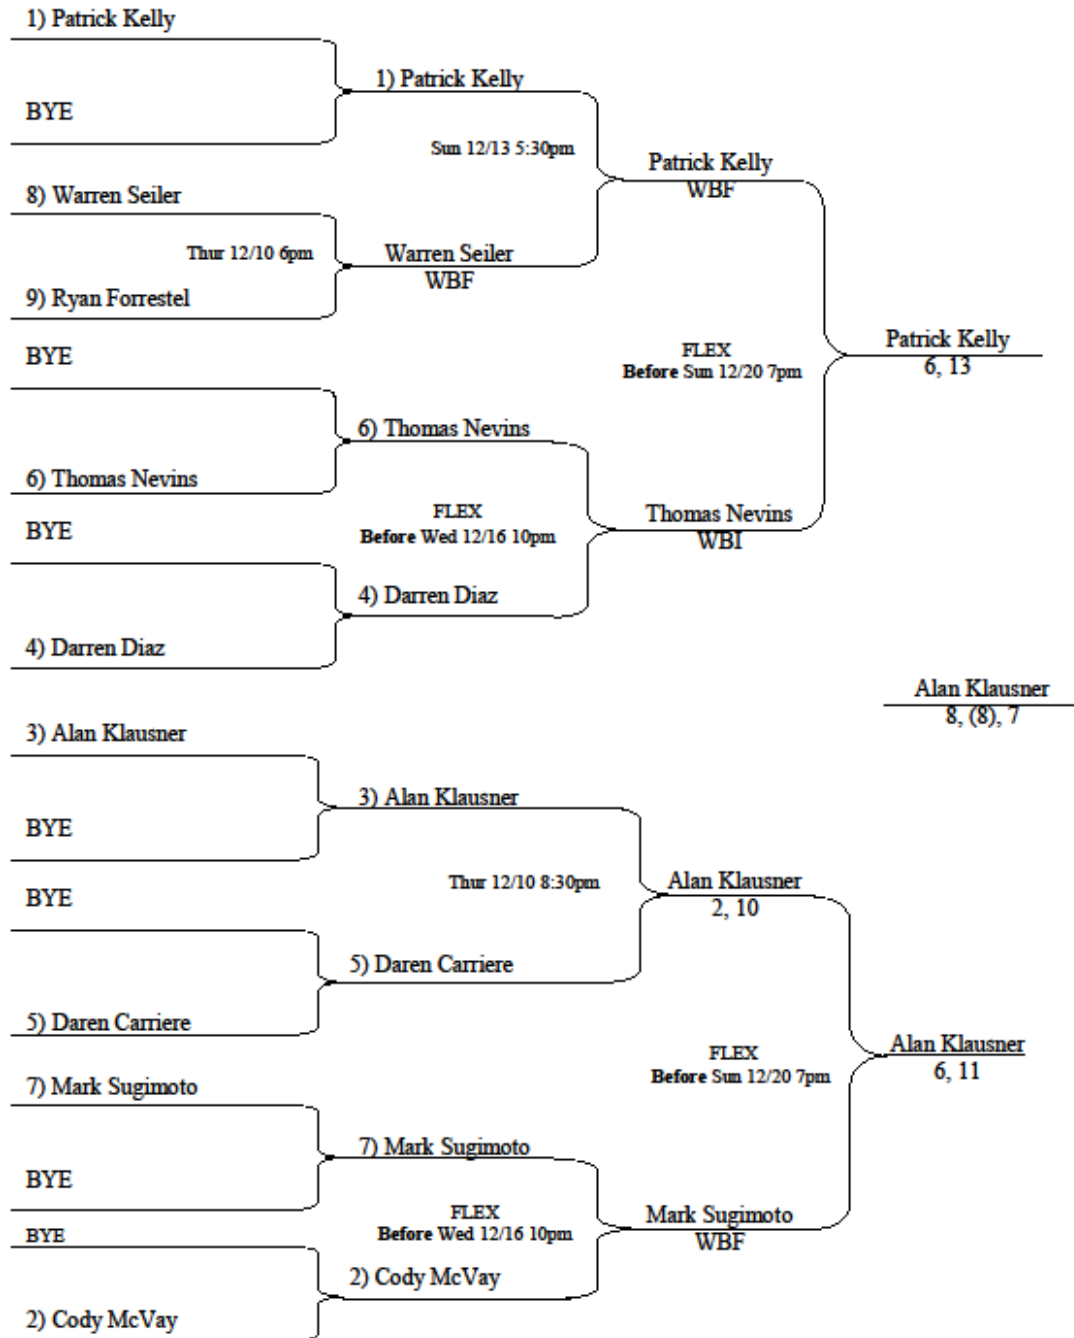 1) Patrick Kelly
1) Patrick Kelly
BYE
Sun 12/13 5:30pm
Patrick Kelly
WBF
8) Warren Seiler
Thur 12/10 6pm
Warren Seiler
WBF
9) Ryan Forrestel
Patrick Kelly
6, 13
BYE
FLEX
Before Sun 12/20 7pm
6) Thomas Nevins
6) Thomas Nevins
FLEX
Before Wed 12/16 10pm
Thomas Nevins
WBI
BYE
4) Darren Diaz
4) Darren Diaz
Alan Klausner
8, (8), 7
3) Alan Klausner
3) Alan Klausner
BYE
Thur 12/10 8:30pm
Alan Klausner
2, 10
BYE
5) Daren Carriere
5) Daren Carriere
FLEX
Before Sun 12/20 7pm
Alan Klausner
6, 11
7) Mark Sugimoto
7) Mark Sugimoto
BYE
FLEX
Before Wed 12/16 10pm
Mark Sugimoto
WBF
BYE
2) Cody McVay
2) Cody McVay